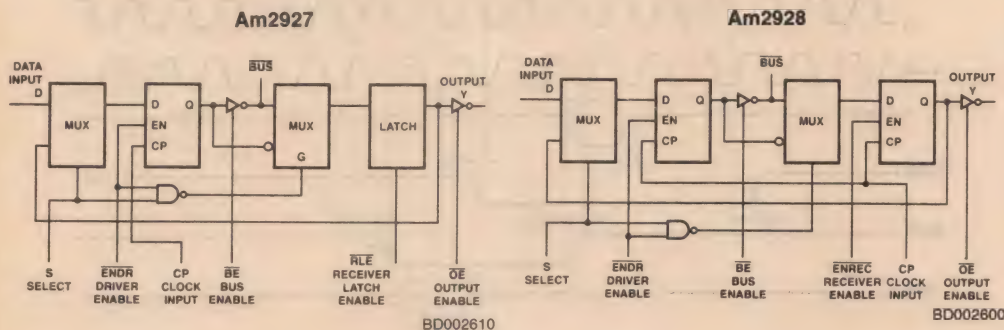 Am2927
DATA
INPUT
D
MUX
D Q
EN
CP
BUS
MUX
G
LATCH
OUTPUT
Y
S
SELECT
ENDR
DRIVER
ENABLE
CP
CLOCK
INPUT
BE
BUS
ENABLE
RLE
RECEIVER
LATCH
ENABLE
OE
OUTPUT
ENABLE
BD002610
Am2928
DATA
INPUT
D
MUX
D Q
EN
CP
BUS
MUX
D Q
EN
CP
OUTPUT
Y
S
SELECT
ENDR
DRIVER
ENABLE
BE
BUS
ENABLE
ENREC
RECEIVER
ENABLE
CP
CLOCK
INPUT
OE
OUTPUT
ENABLE
BD002600